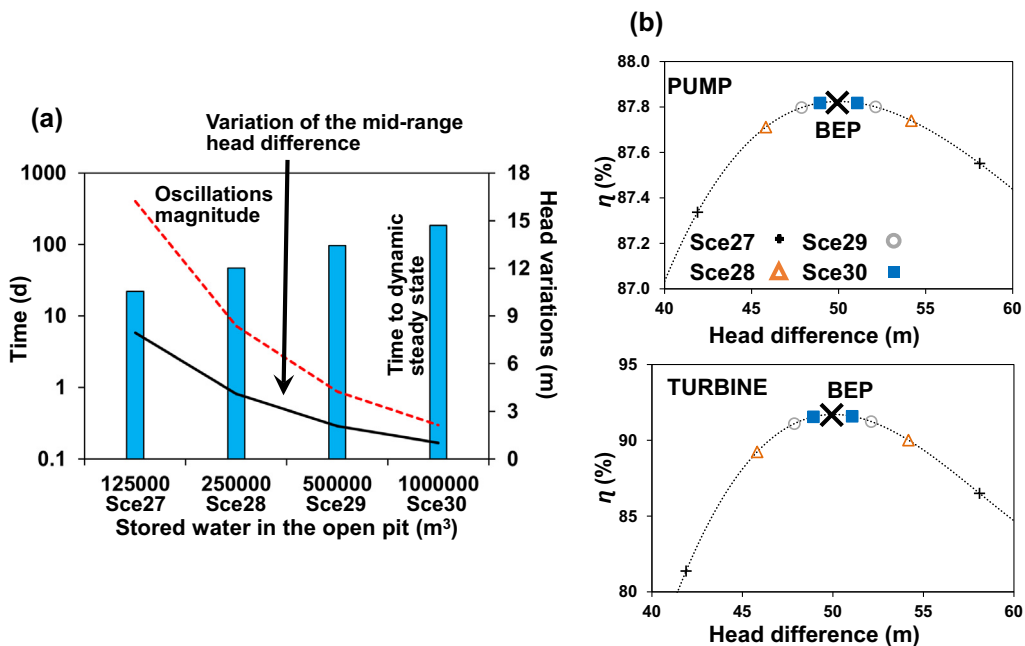 (a)
Variation of the mid-range
head difference
Oscillations
magnitude
Time to dynamic
steady state
Time (d)
1000
100
10
1
0.1
Head variations (m)
18
15
12
9
6
3
0
125000 250000 500000 1000000
Sce27 Sce28 Sce29 Sce30
Stored water in the open pit (m³)
(b)
PUMP
BEP
η (%)
88.0
87.8
87.6
87.4
87.2
87.0
Sce27 Sce29
Sce28 Sce30
40 45 50 55 60
Head difference (m)
TURBINE
BEP
η (%)
95
90
85
80
40 45 50 55 60
Head difference (m)